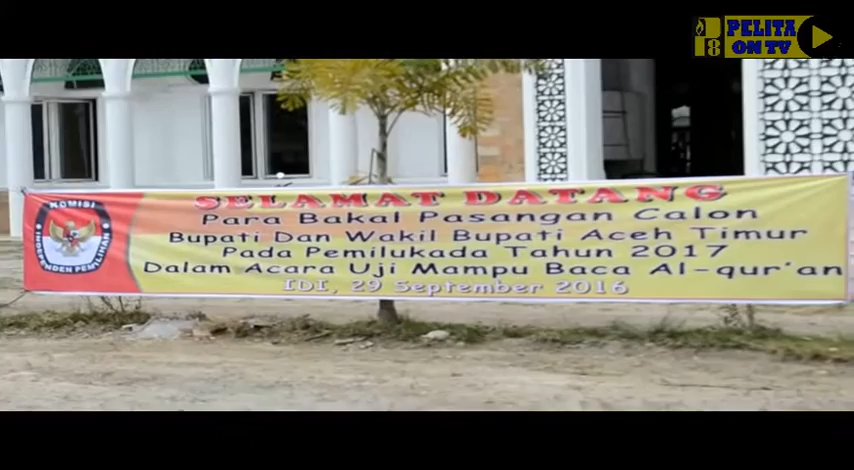 P8
PELITA
ON TV
SELAMAT DATANG
Para Bakal Pasangan Calon
Bupati Dan Wakil Bupati Aceh Timur
Pada Pemilukada Tahun 2017
Dalam Acara Uji Mampu Baca Al-qur'an
IDI, 29 September 2016
KOMISI
INDEPENDEN PEMILIHAN